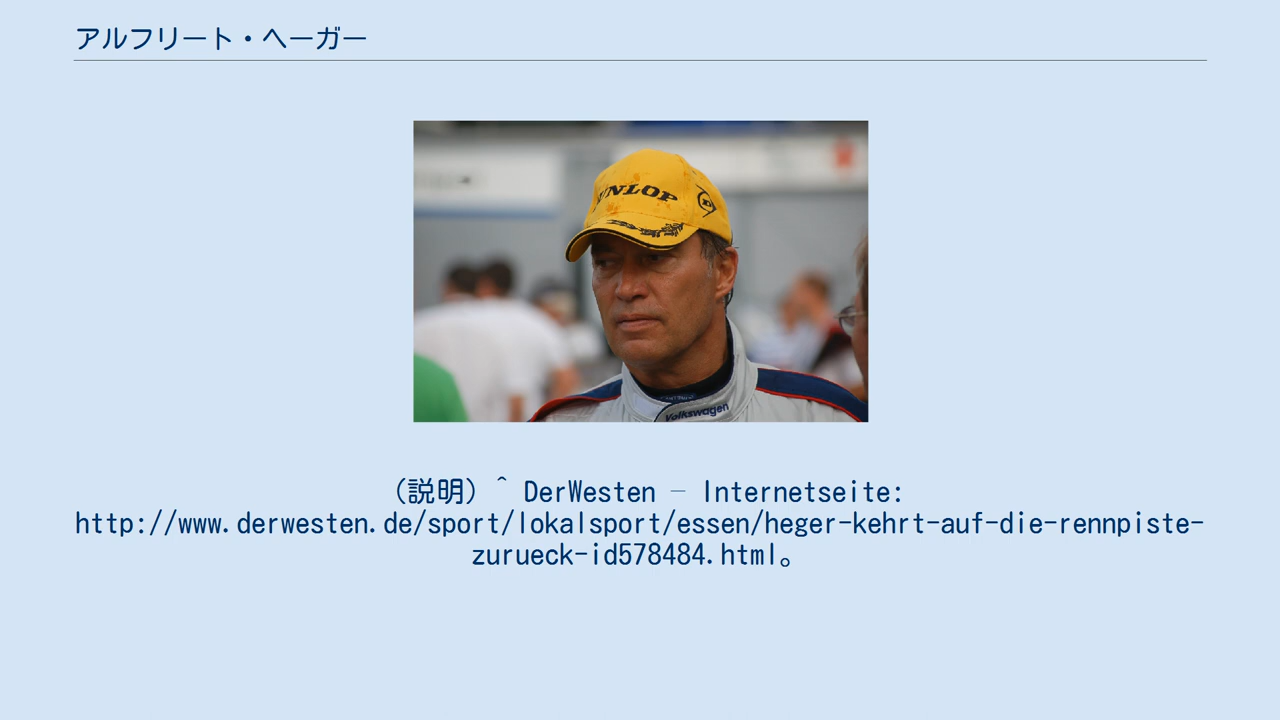 アルフリート・ヘーガー
DUNLOP
Volkswagen
（説明）^ DerWesten – Internetseite:
http://www.derwesten.de/sport/lokalsport/essen/heger-kehrt-auf-die-rennpiste-
zurueck-id578484.html。